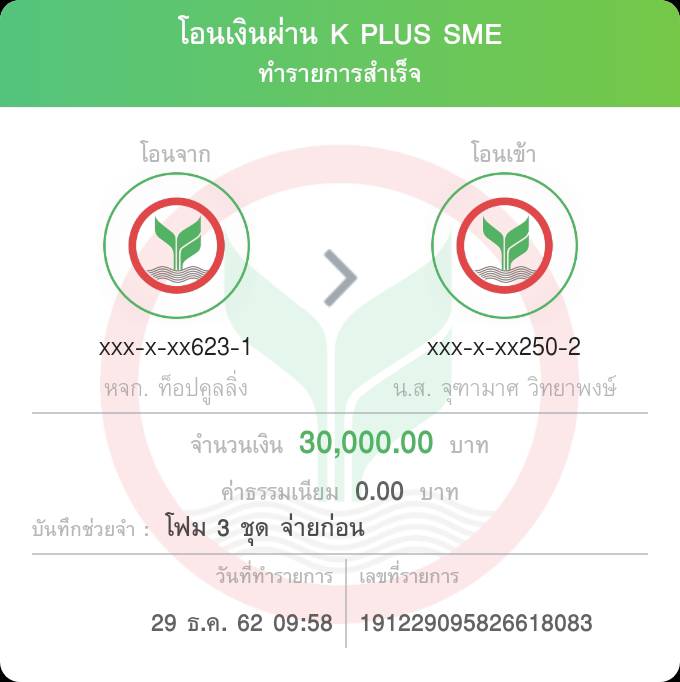 โอนเงินผ่าน K PLUS SME
ทำรายการสำเร็จ
โอนจาก
โอนเข้า
xxx-x-xx623-1
xxx-x-xx250-2
หจก. ท็อปคูลลิ่ง
น.ส. จุฑามาศ วิทยาพงษ์
จำนวนเงิน 30,000.00 บาท
ค่าธรรมเนียม 0.00 บาท
บันทึกช่วยจำ : โฟม 3 ชุด จ่ายก่อน
วันที่ทำรายการ
เลขที่รายการ
29 ธ.ค. 62 09:58
191229095826618083